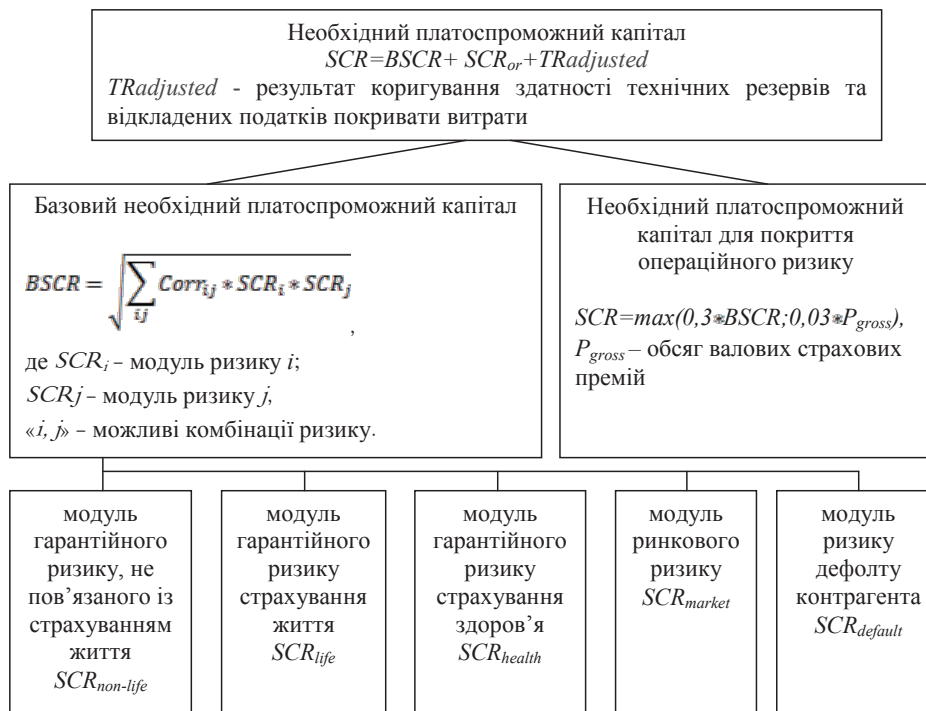 Необхідний платоспроможний капітал
SCR=BSCR+ SCRor+TRadjusted
TRadjusted - результат коригування здатності технічних резервів та
відкладених податків покривати витрати
Базовий необхідний платоспроможний капітал
BSCR = √∑ij Corrij * SCRi * SCRj ,
де SCRi – модуль ризику i;
SCRj – модуль ризику j,
«i, j» – можливі комбінації ризику.
Необхідний платоспроможний
капітал для покриття
операційного ризику
SCR=max(0,3*BSCR;0,03*Pgross),
Pgross – обсяг валових страхових
премій
модуль
гарантійного
ризику, не
пов’язаного із
страхуванням
життя
SCRnon-life
модуль
гарантійного
ризику
страхування
життя
SCRlife
модуль
гарантійного
ризику
страхування
здоров’я
SCRhealth
модуль
ринкового
ризику
SCRmarket
модуль
ризику
дефолту
контрагента
SCRdefault